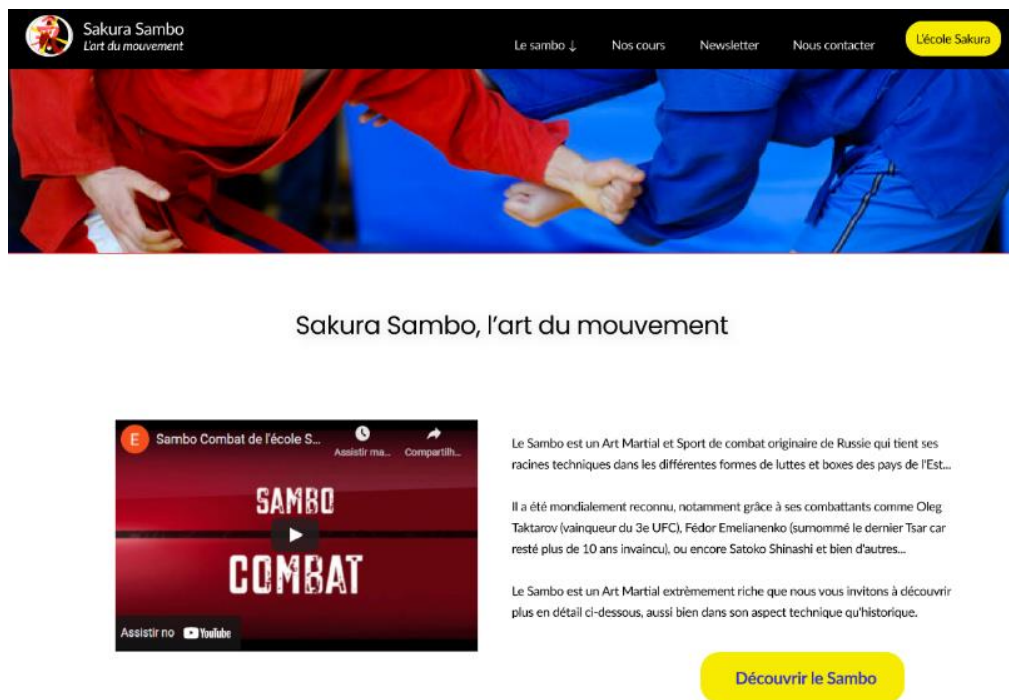 Sakura Sambo
L'art du mouvement
Le sambo ↓
Nos cours
Newsletter
Nous contacter
L'école Sakura
Sakura Sambo, l'art du mouvement
E
Sambo Combat de l'école S...
Assistir ma...
Compartilh...
SAMBO
COMBAT
Assistir no YouTube
Le Sambo est un Art Martial et Sport de combat originaire de Russie qui tient ses
racines techniques dans les différentes formes de luttes et boxes des pays de l'Est...
Il a été mondialement reconnu, notamment grâce à ses combattants comme Oleg
Taktarov (vainqueur du 3e UFC), Fédor Emelianenko (surnommé le dernier Tsar car
resté plus de 10 ans invaincu), ou encore Satoko Shinashi et bien d'autres...
Le Sambo est un Art Martial extrèmement riche que nous vous invitons à découvrir
plus en détail ci-dessous, aussi bien dans son aspect technique qu'historique.
Découvrir le Sambo